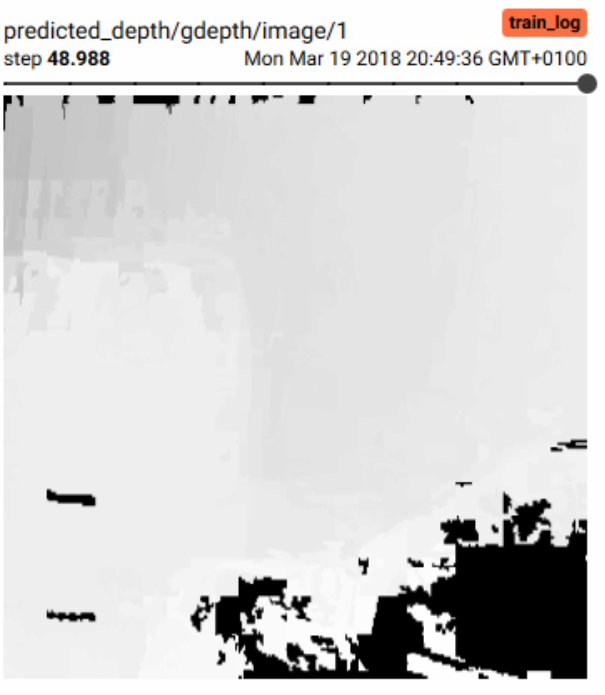 predicted_depth/gdepth/image/1
train_log
step 48.988
Mon Mar 19 2018 20:49:36 GMT+0100